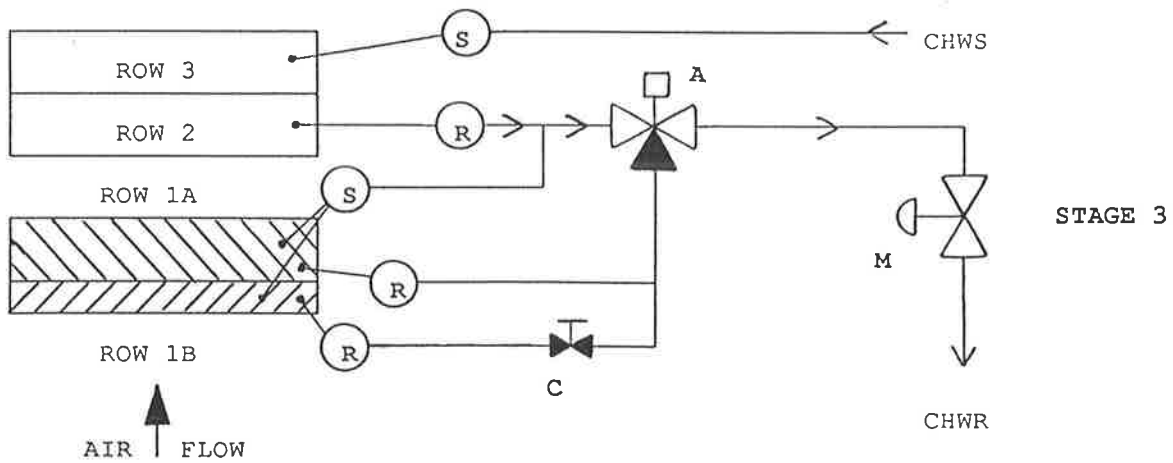 S
CHWS
ROW 3
A
ROW 2
R
ROW 1A
S
STAGE 3
M
R
R
ROW 1B
C
CHWR
AIR FLOW